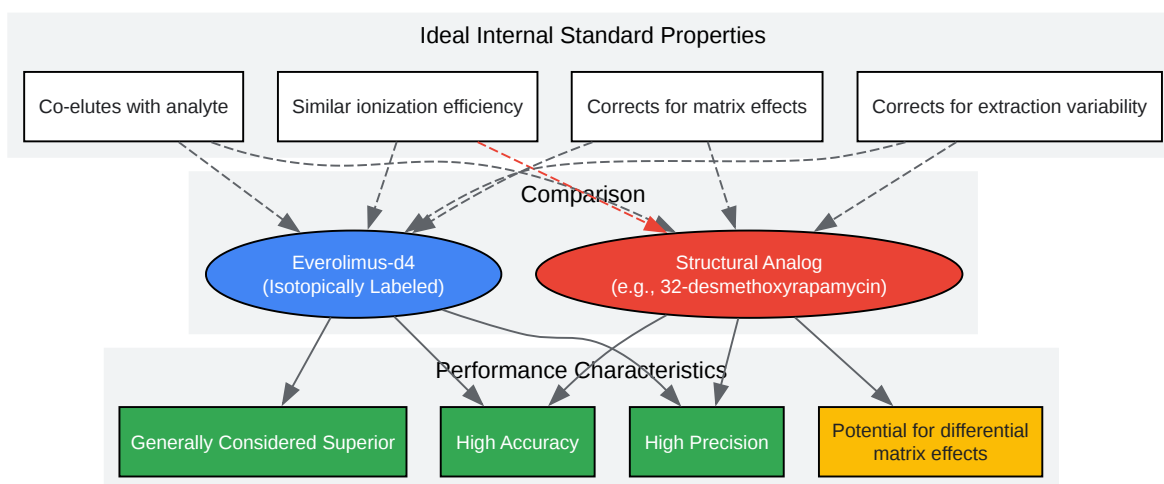 Ideal Internal Standard Properties
Co-elutes with analyte
Similar ionization efficiency
Corrects for matrix effects
Corrects for extraction variability
Comparison
Everolimus-d4
(Isotopically Labeled)
Structural Analog
(e.g., 32-desmethoxyrapamycin)
Performance Characteristics
Generally Considered Superior
High Accuracy
High Precision
Potential for differential
matrix effects